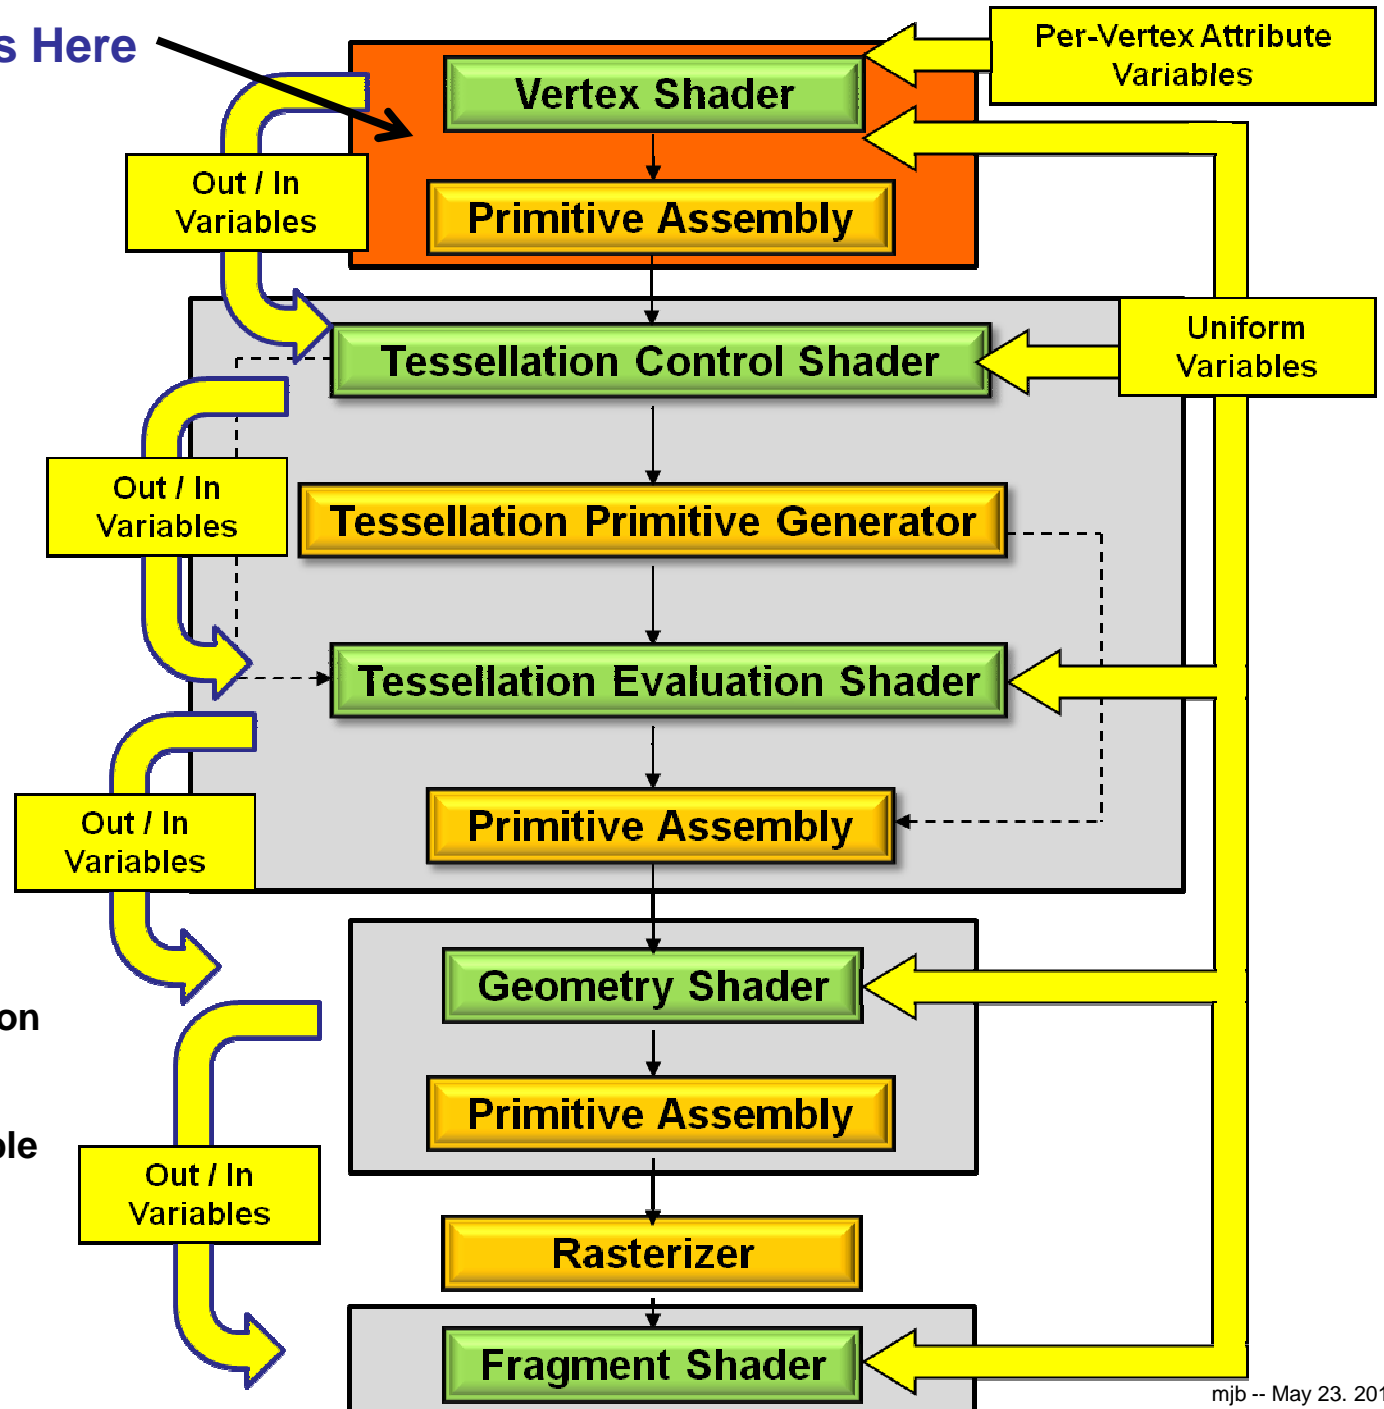 s Here
Per-Vertex Attribute
Variables
Vertex Shader
Out / In
Variables
Primitive Assembly
Uniform
Variables
Tessellation Control Shader
Out / In
Variables
Tessellation Primitive Generator
Tessellation Evaluation Shader
Out / In
Variables
Primitive Assembly
Geometry Shader
on
Primitive Assembly
ble
Out / In
Variables
Rasterizer
Fragment Shader
mjb -- May 23. 201